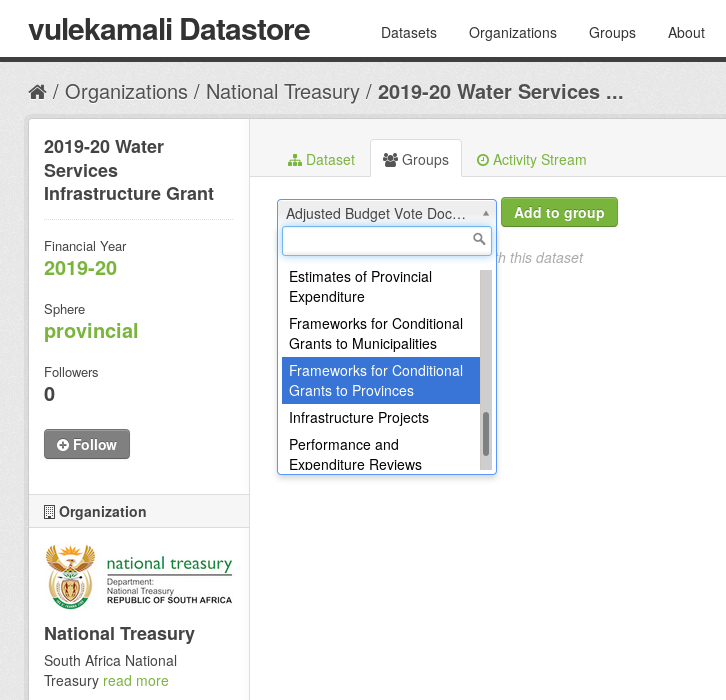 vulekamali Datastore
Datasets Organizations Groups About
/ Organizations / National Treasury / 2019-20 Water Services ...
2019-20 Water
Services
Infrastructure Grant
Financial Year
2019-20
Sphere
provincial
Followers
0
Follow
Organization
national treasury
Department:
National Treasury
REPUBLIC OF SOUTH AFRICA
National Treasury
South Africa National
Treasury read more
Dataset Groups Activity Stream
Adjusted Budget Vote Doc… Add to group
this dataset
Estimates of Provincial
Expenditure
Frameworks for Conditional
Grants to Municipalities
Frameworks for Conditional
Grants to Provinces
Infrastructure Projects
Performance and
Expenditure Reviews